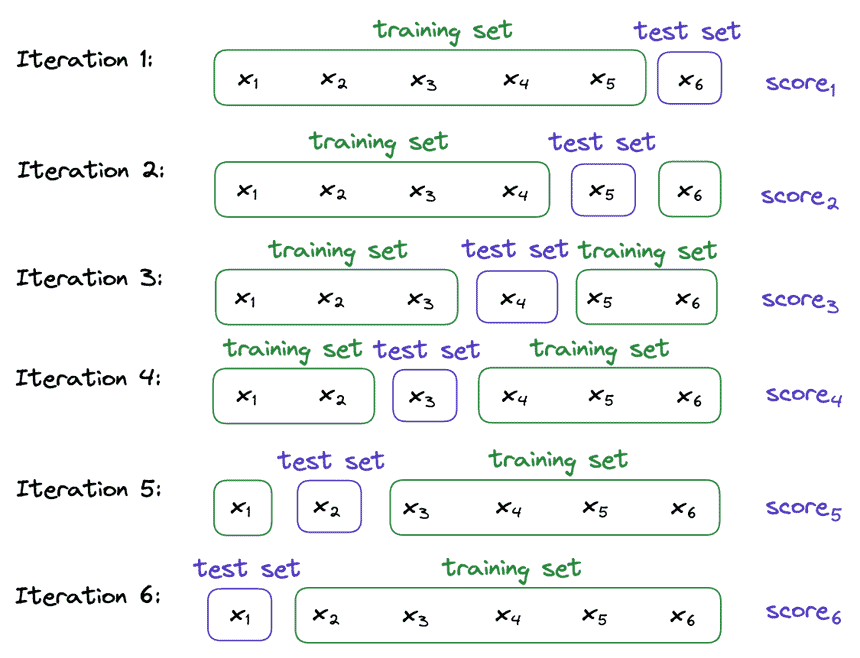 training set test set
Iteration 1: x₁ x₂ x₃ x₄ x₅ x₆ score₁
training set test set
Iteration 2: x₁ x₂ x₃ x₄ x₅ x₆ score₂
training set test set training set
Iteration 3: x₁ x₂ x₃ x₄ x₅ x₆ score₃
training set test set training set
Iteration 4: x₁ x₂ x₃ x₄ x₅ x₆ score₄
test set training set
Iteration 5: x₁ x₂ x₃ x₄ x₅ x₆ score₅
test set training set
Iteration 6: x₁ x₂ x₃ x₄ x₅ x₆ score₆